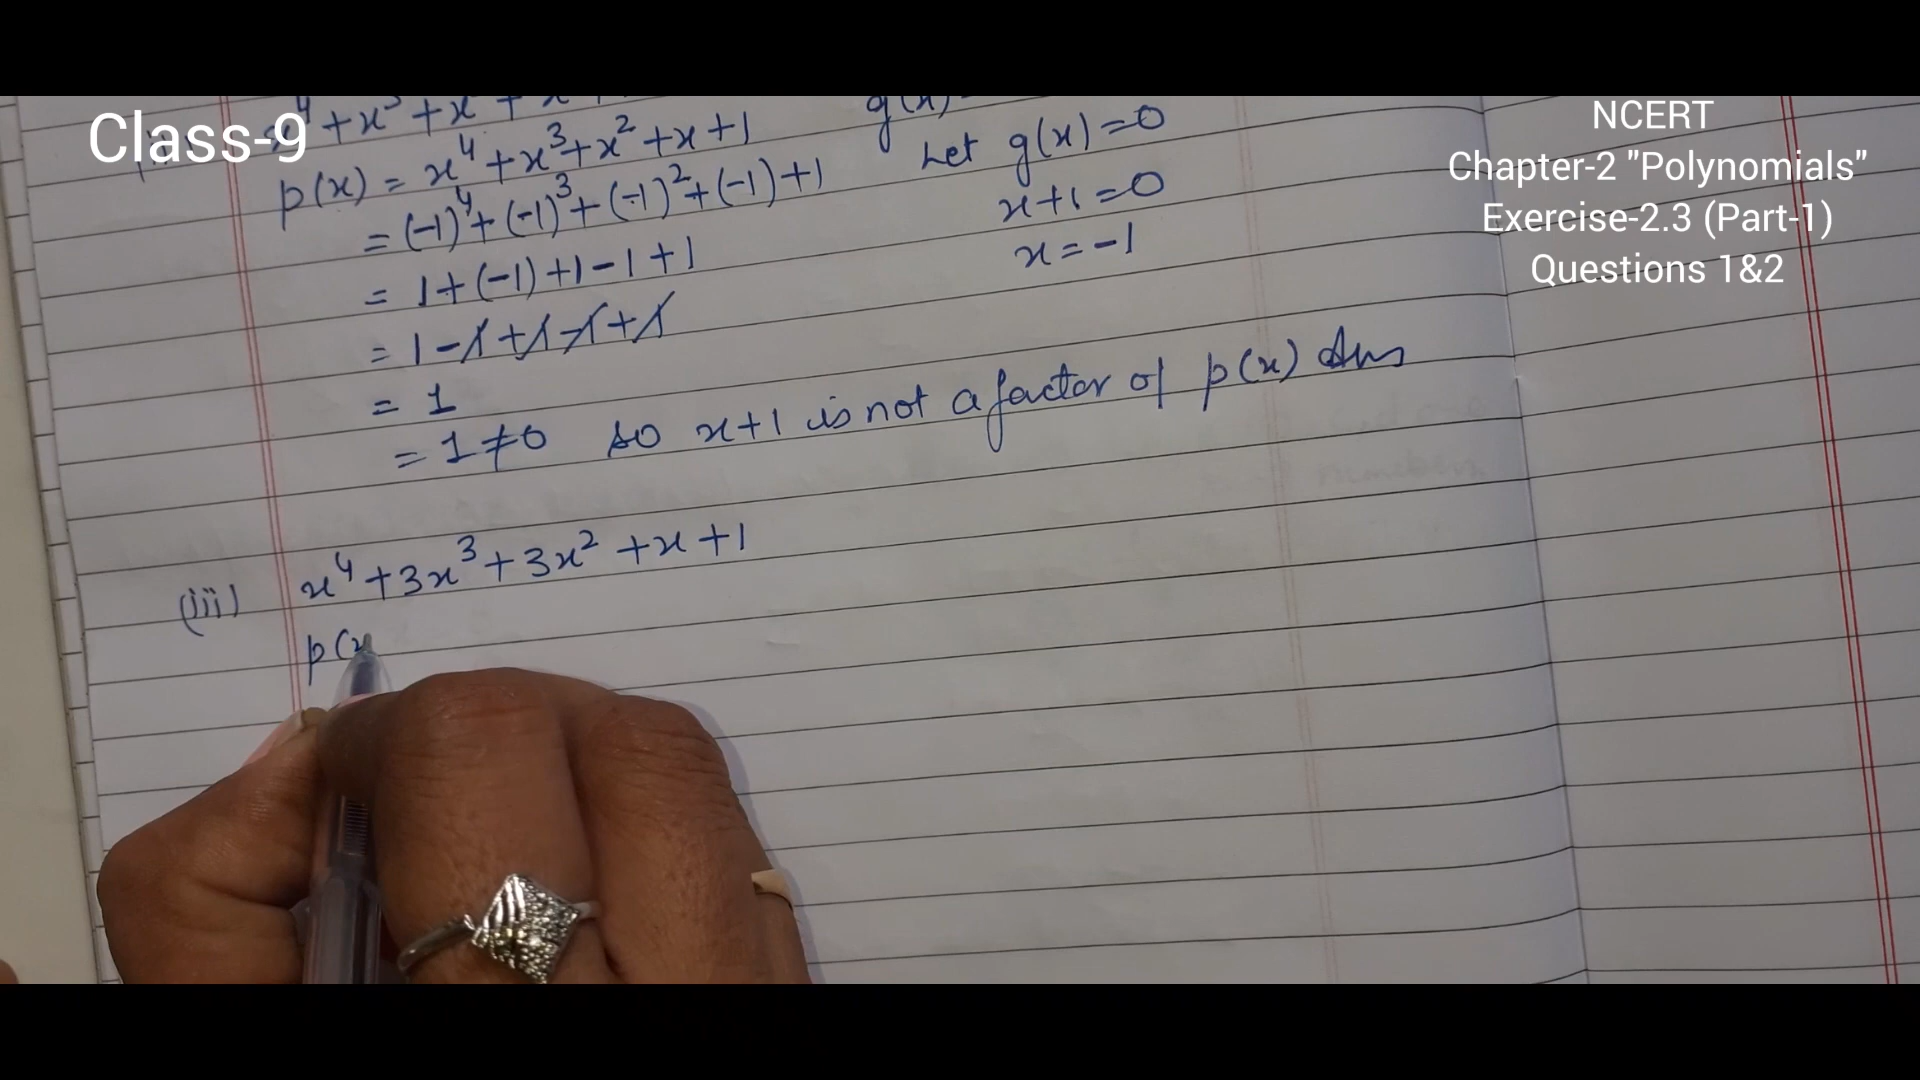 Class-9
NCERT
Chapter-2 "Polynomials"
Exercise-2.3 (Part-1)
Questions 1&2
p(x) = x⁴+x³+x²+x+1
= (-1)⁴+(-1)³+(-1)²+(-1)+1
= 1+(-1)+1-1+1
= 1-1+1-1+1
= 1
= 1≠0 so x+1 is not a factor of p(x) Ans
g(x)
Let g(x)=0
x+1=0
x=-1
(iii) x⁴+3x³+3x²+x+1
p(x